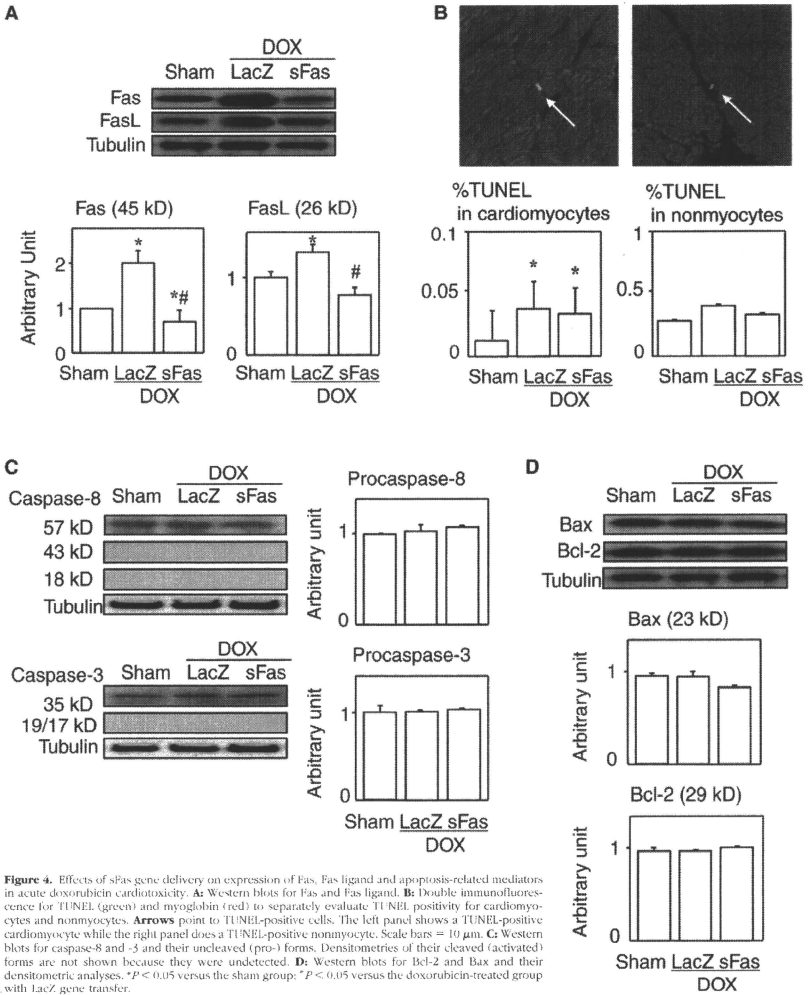 A
DOX
Sham LacZ sFas
Fas
FasL
Tubulin
Fas (45 kD)
FasL (26 kD)
Arbitrary Unit
2
1
0
*
*#
1
0
*
#
Sham LacZ sFas
DOX
Sham LacZ sFas
DOX
B
%TUNEL
in cardiomyocytes
%TUNEL
in nonmyocytes
0.1
0.05
0
*
*
1
0.5
0
Sham LacZ sFas
DOX
Sham LacZ sFas
DOX
C
DOX
Caspase-8 Sham LacZ sFas
57 kD
43 kD
18 kD
Tubulin
Procaspase-8
Arbitrary unit
1
0
DOX
Caspase-3 Sham LacZ sFas
35 kD
19/17 kD
Tubulin
Procaspase-3
Arbitrary unit
1
0
Sham LacZ sFas
DOX
D
DOX
Sham LacZ sFas
Bax
Bcl-2
Tubulin
Bax (23 kD)
Arbitrary unit
1
0
Bcl-2 (29 kD)
Arbitrary unit
1
0
Sham LacZ sFas
DOX
Figure 4. Effects of sFas gene delivery on expression of Fas, Fas ligand and apoptosis-related mediators
in acute doxorubicin cardiotoxicity. A: Western blots for Fas and Fas ligand. B: Double immunofluores-
cence for TUNEL (green) and myoglobin (red) to separately evaluate TUNEL positivity for cardiomyo-
cytes and nonmyocytes. Arrows point to TUNEL-positive cells. The left panel shows a TUNEL-positive
cardiomyocyte while the right panel does a TUNEL-positive nonmyocyte. Scale bars = 10 μm. C: Western
blots for caspase-8 and -3 and their uncleaved (pro-) forms. Densitometries of their cleaved (activated)
forms are not shown because they were undetected. D: Western blots for Bcl-2 and Bax and their
densitometric analyses. *P < 0.05 versus the sham group; #P < 0.05 versus the doxorubicin-treated group
with LacZ gene transfer.